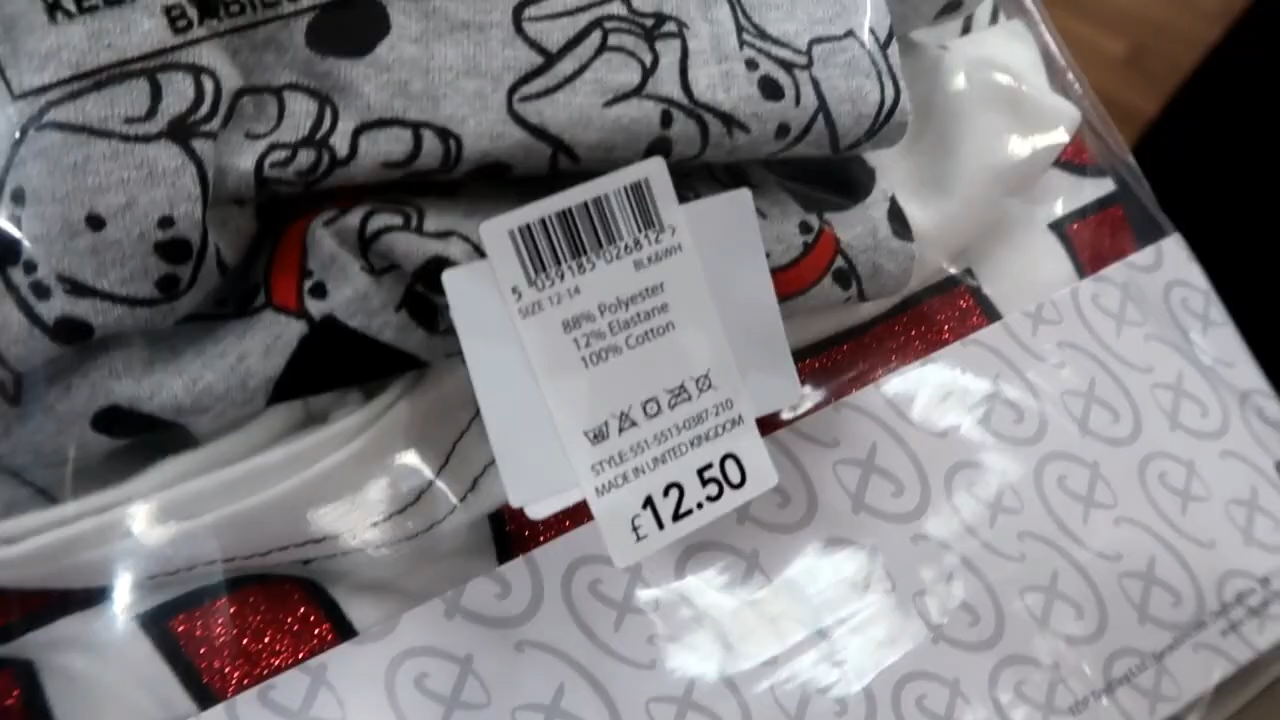 BABIES
5 059185 026812 >
BLK&WH
SIZE 12-14
88% Polyester
12% Elastane
100% Cotton
STYLE: 551-5513-0387-210
MADE IN UNITED KINGDOM
£12.50